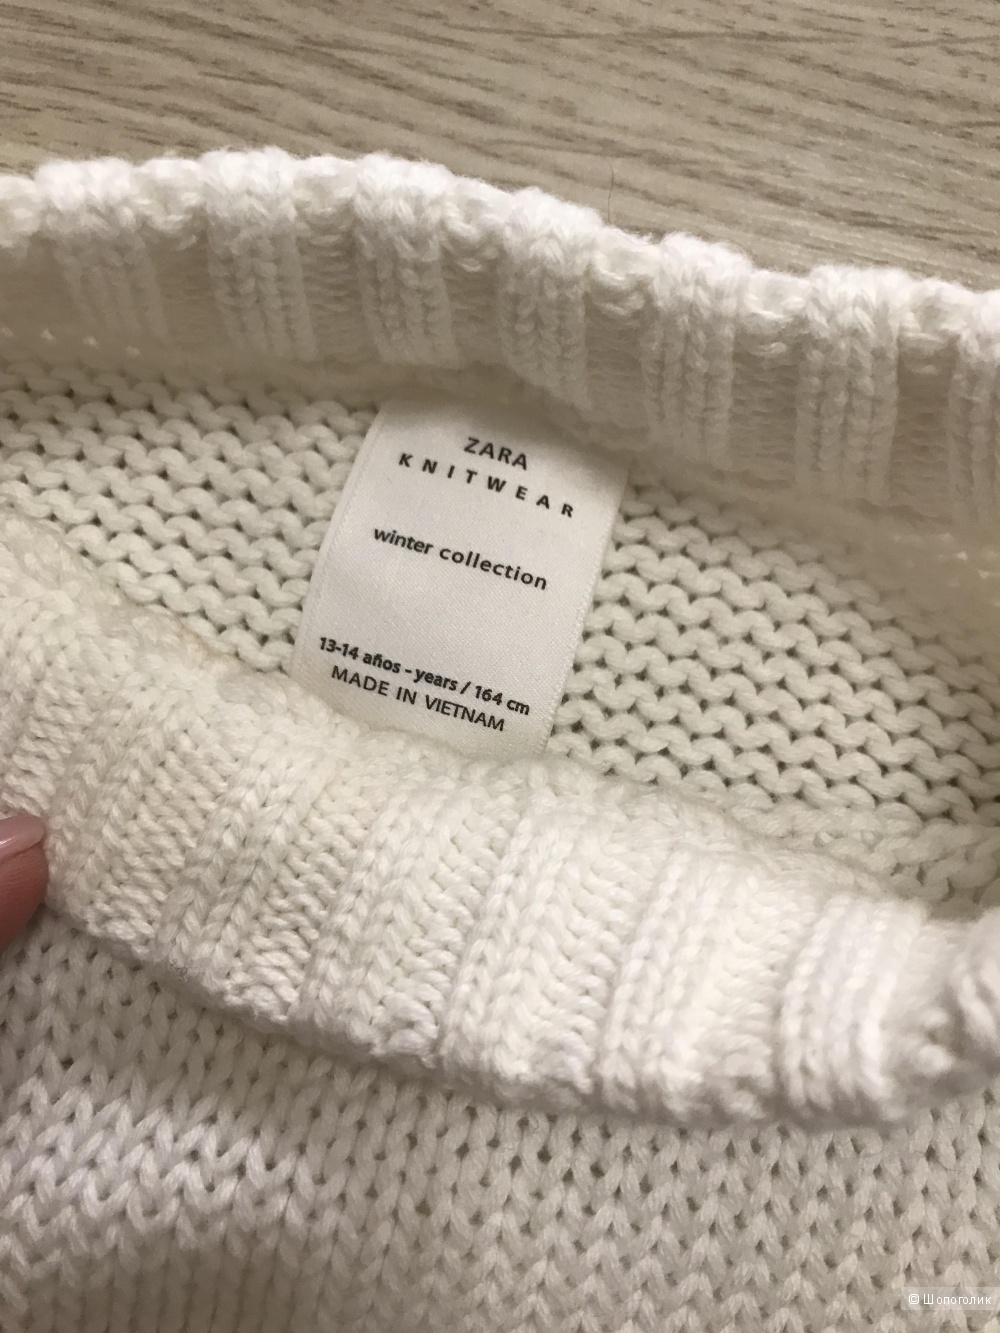 ZARA
KNITWEAR
winter collection
13-14 años - years / 164 cm
MADE IN VIETNAM
© Шопоголик